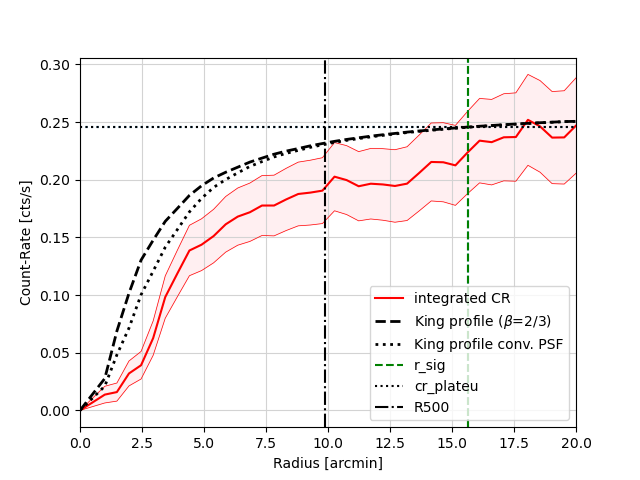 0.30
0.25
0.20
0.15
0.10
0.05
0.00
Count-Rate [cts/s]
integrated CR
King profile (β=2/3)
King profile conv. PSF
r_sig
cr_plateu
R500
0.0 2.5 5.0 7.5 10.0 12.5 15.0 17.5 20.0
Radius [arcmin]